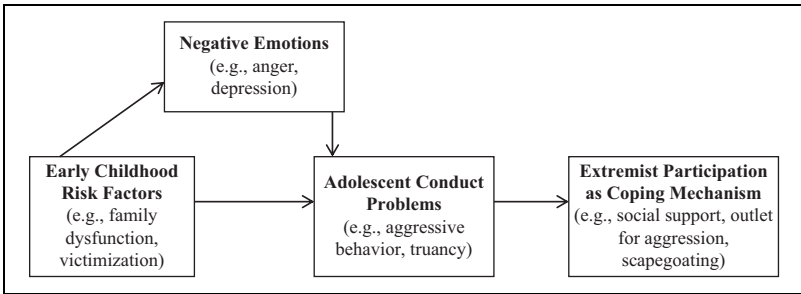 Negative Emotions
(e.g., anger,
depression)
Early Childhood
Risk Factors
(e.g., family
dysfunction,
victimization)
Adolescent Conduct
Problems
(e.g., aggressive
behavior, truancy)
Extremist Participation
as Coping Mechanism
(e.g., social support, outlet
for aggression,
scapegoating)